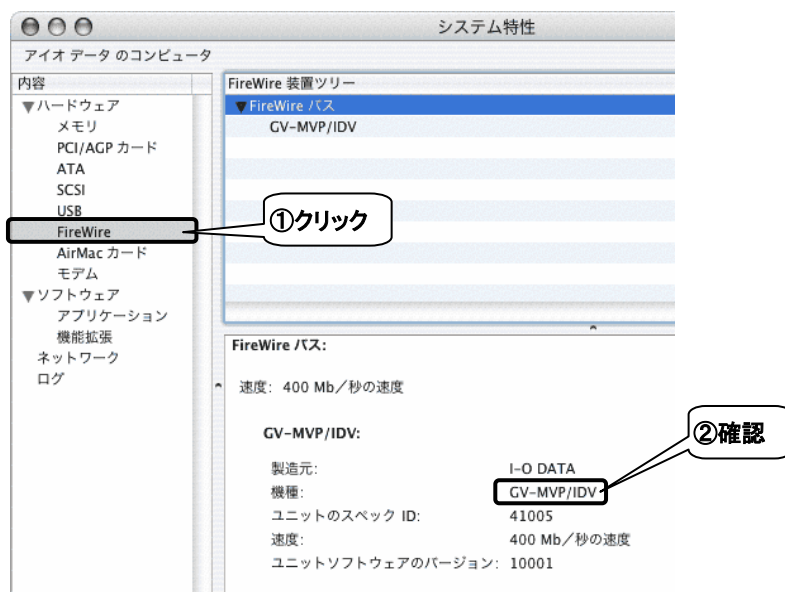 システム特性
アイオ データ のコンピュータ
内容
▼ハードウェア
メモリ
PCI/AGP カード
ATA
SCSI
USB
FireWire
AirMac カード
モデム
▼ソフトウェア
アプリケーション
機能拡張
ネットワーク
ログ
FireWire 装置ツリー
▼FireWire バス
GV-MVP/IDV
①クリック
FireWire バス:
速度: 400 Mb／秒の速度
GV-MVP/IDV:
製造元: I-O DATA
機種: GV-MVP/IDV
ユニットのスペック ID: 41005
速度: 400 Mb／秒の速度
ユニットソフトウェアのバージョン: 10001
②確認